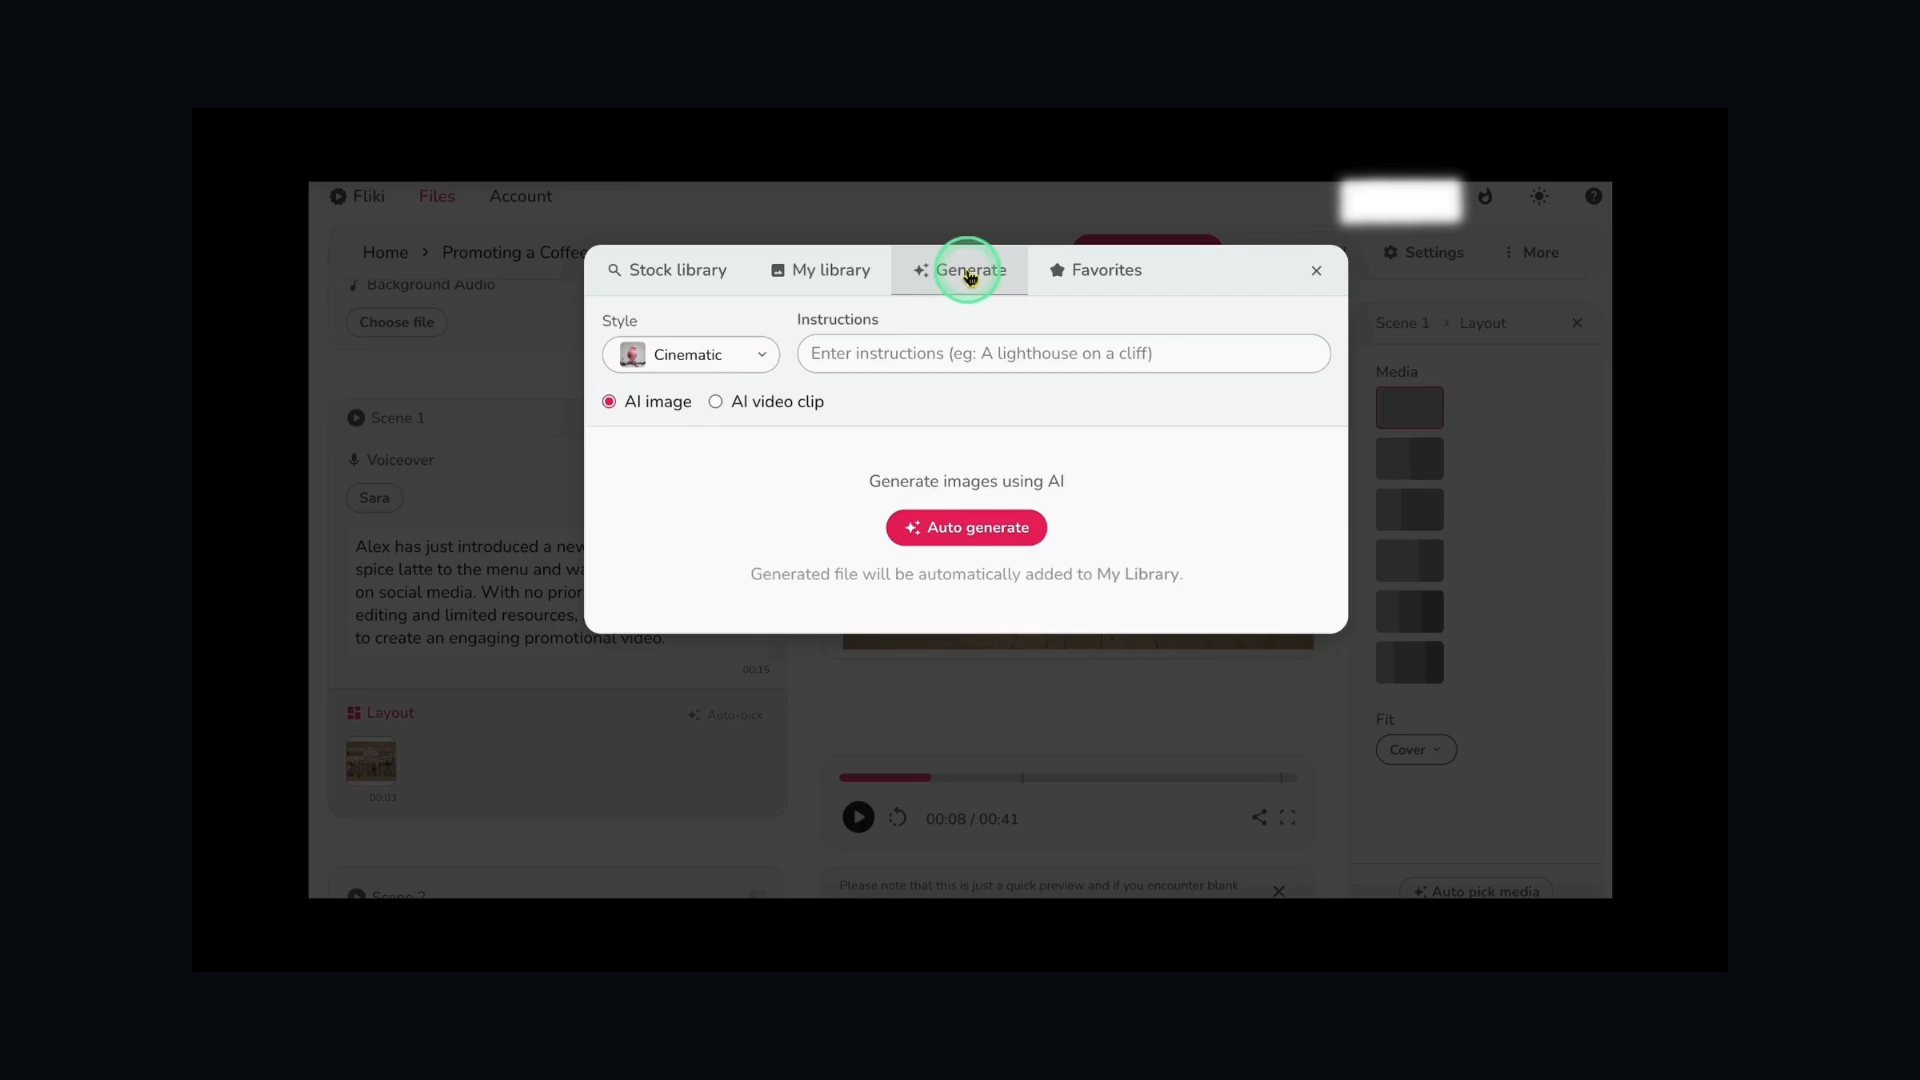 Fliki Files Account
Home > Promoting a Coffee
Settings
More
Stock library My library Generate Favorites
Background Audio
Choose file
Style
Cinematic
Instructions
Enter instructions (eg: A lighthouse on a cliff)
AI image AI video clip
Generate images using AI
Auto generate
Generated file will be automatically added to My Library.
Scene 1
Voiceover
Sara
Alex has just introduced a new
spice latte to the menu and
on social media. With no prior
editing and limited resources,
to create an engaging promotional video.
00:15
Layout
Auto-pick
00:03
Scene 2
00:08 / 00:41
Please note that this is just a quick preview and if you encounter blank
Scene 1 > Layout
Media
Fit
Cover
Auto pick media